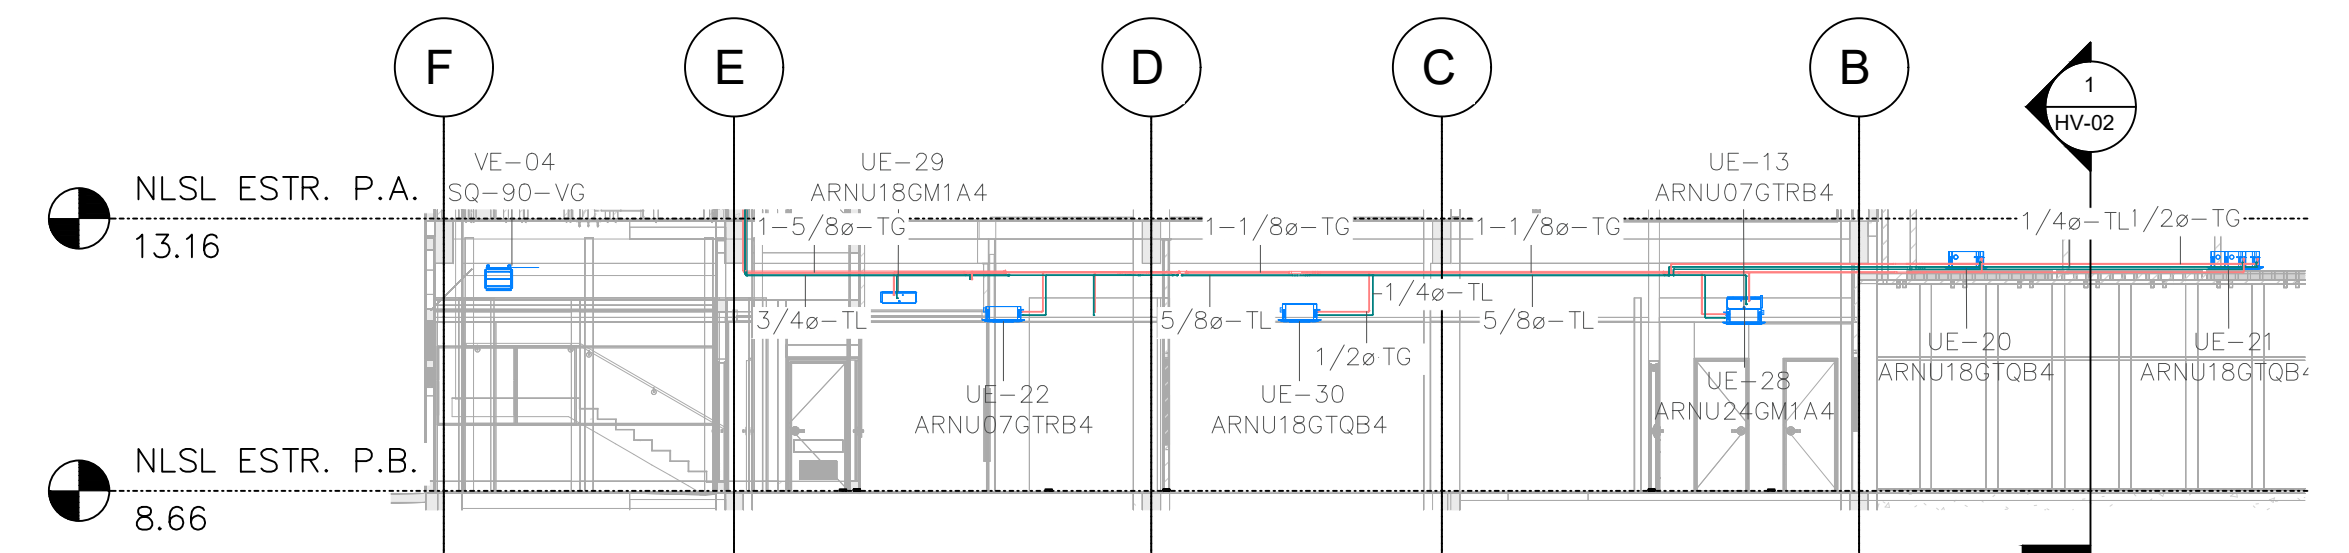 F
E
D
C
B
1
HV-02
VE-04
SQ-90-VG
UE-29
ARNU18GM1A4
UE-13
ARNU07GTRB4
NLSL ESTR. P.A.
13.16
1-5/8ø-TG
1-1/8ø-TG
1-1/8ø-TG
1/4ø-TL
1/2ø-TG
3/4ø-TL
5/8ø-TL
1/4ø-TL
5/8ø-TL
1/2ø TG
UE-20
ARNU18GTQB4
UE-21
ARNU18GTQB4
UE-22
ARNU07GTRB4
UE-30
ARNU18GTQB4
UE-28
ARNU24GM1A4
NLSL ESTR. P.B.
8.66